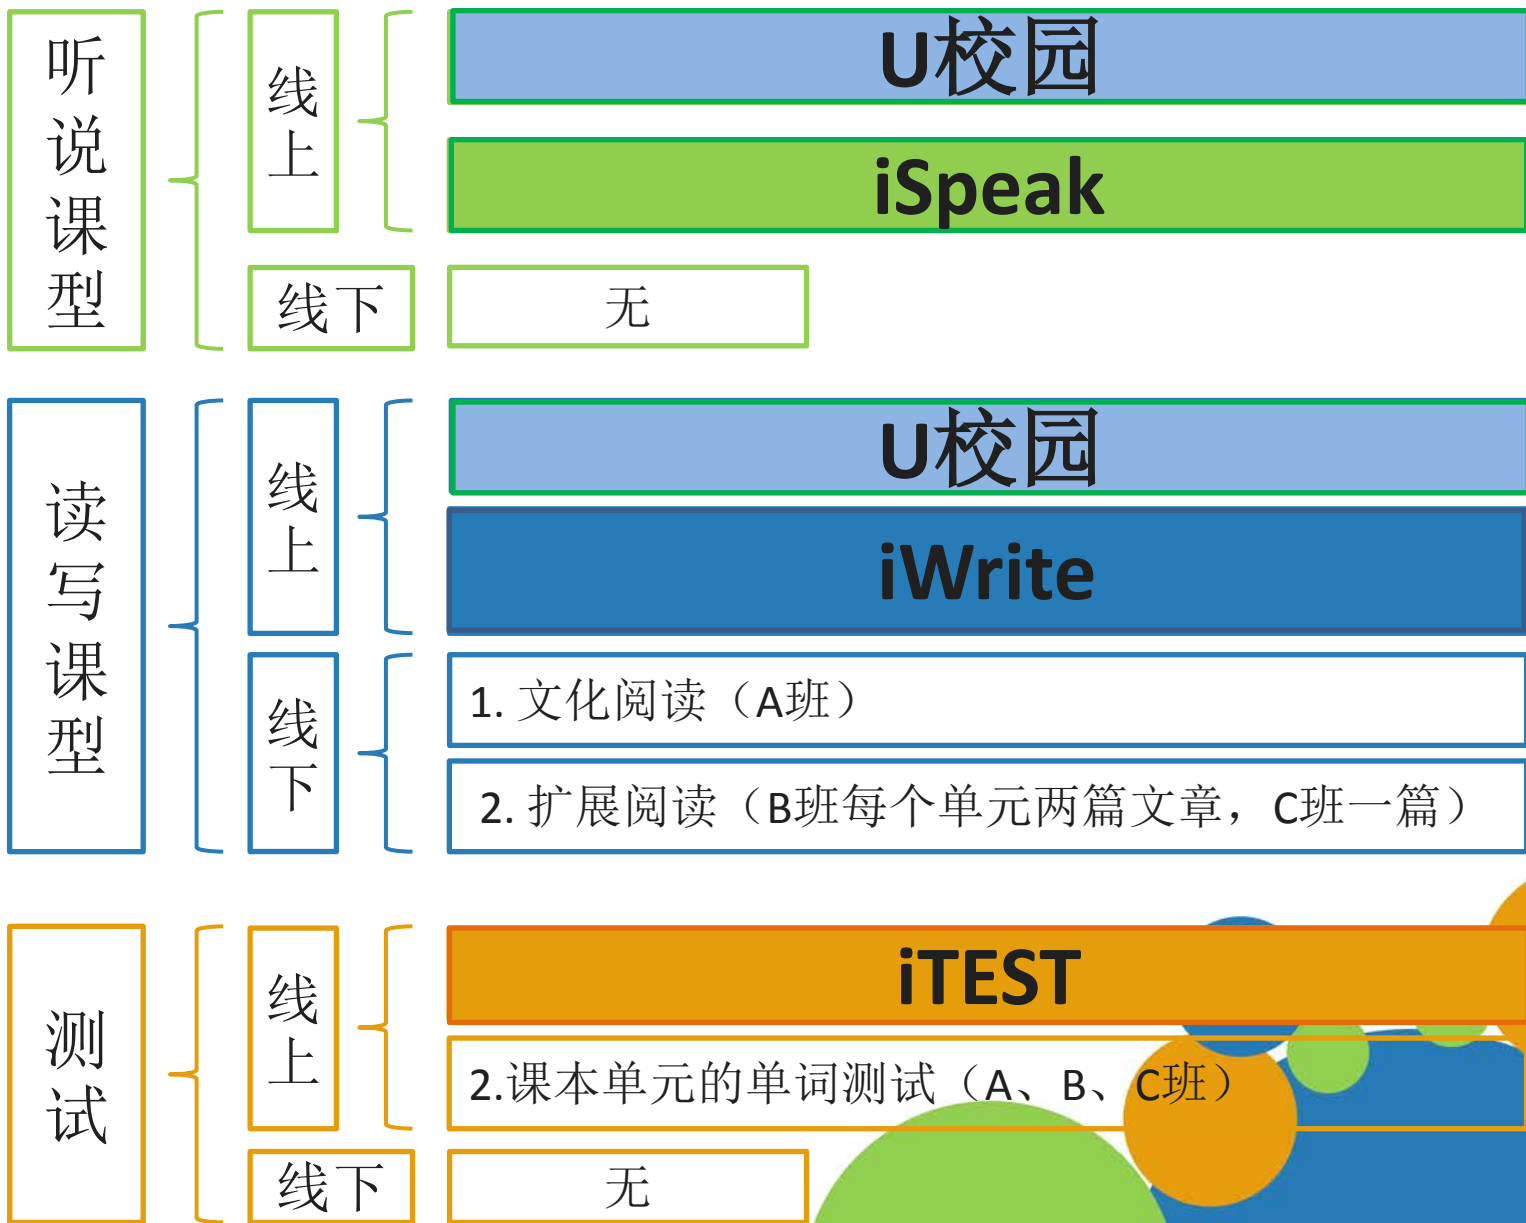 听说课型
线上
U校园
iSpeak
线下
无
读写课型
线上
U校园
iWrite
线下
1. 文化阅读（A班）
2. 扩展阅读（B班每个单元两篇文章，C班一篇）
测试
线上
iTEST
2.课本单元的单词测试（A、B、C班）
线下
无